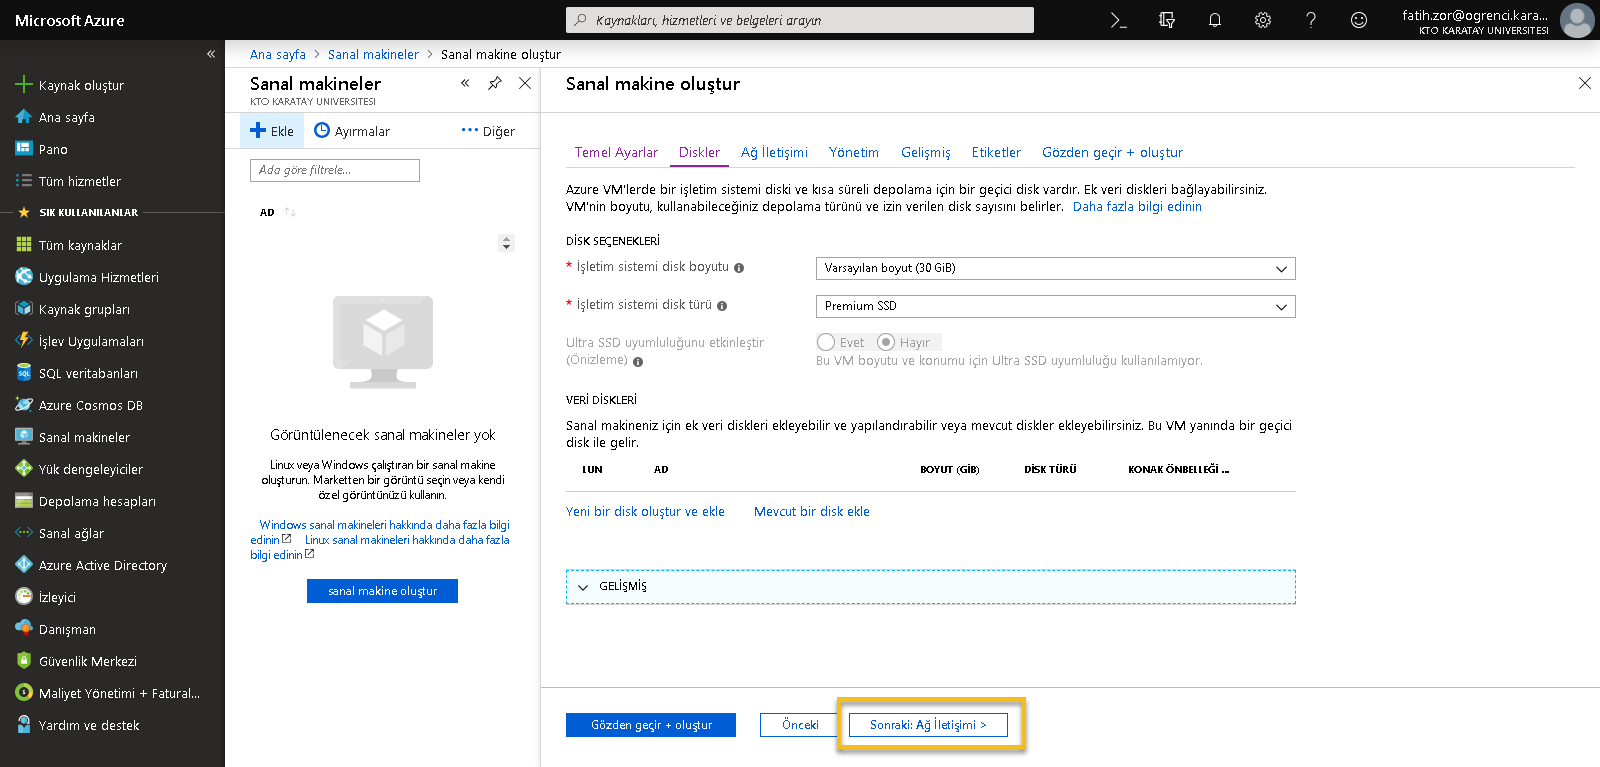 Microsoft Azure
Kaynakları, hizmetleri ve belgeleri arayın
fatih.zor@ogrenci.kara...
KTO KARATAY UNIVERSITESI
«
Kaynak oluştur
Ana sayfa
Pano
Tüm hizmetler
SIK KULLANILANLAR
Tüm kaynaklar
Uygulama Hizmetleri
Kaynak grupları
İşlev Uygulamaları
SQL veritabanları
Azure Cosmos DB
Sanal makineler
Yük dengeleyiciler
Depolama hesapları
Sanal ağlar
Azure Active Directory
İzleyici
Danışman
Güvenlik Merkezi
Maliyet Yönetimi + Fatural...
Yardım ve destek
Ana sayfa > Sanal makineler > Sanal makine oluştur
Sanal makineler
KTO KARATAY UNIVERSITESI
Ekle Ayırmalar ••• Diğer
Ada göre filtrele...
AD
Görüntülenecek sanal makineler yok
Linux veya Windows çalıştıran bir sanal makine
oluşturun. Marketten bir görüntü seçin veya kendi
özel görüntünüzü kullanın.
Windows sanal makineleri hakkında daha fazla bilgi
edinin Linux sanal makineleri hakkında daha fazla
bilgi edinin
sanal makine oluştur
Sanal makine oluştur
Temel Ayarlar Diskler Ağ İletişimi Yönetim Gelişmiş Etiketler Gözden geçir + oluştur
Azure VM'lerde bir işletim sistemi diski ve kısa süreli depolama için bir geçici disk vardır. Ek veri diskleri bağlayabilirsiniz.
VM'nin boyutu, kullanabileceğiniz depolama türünü ve izin verilen disk sayısını belirler. Daha fazla bilgi edinin
DİSK SEÇENEKLERİ
* İşletim sistemi disk boyutu Varsayılan boyut (30 GiB)
* İşletim sistemi disk türü Premium SSD
Ultra SSD uyumluluğunu etkinleştir
(Önizleme)
Evet Hayır
Bu VM boyutu ve konumu için Ultra SSD uyumluluğu kullanılamıyor.
VERİ DİSKLERİ
Sanal makineniz için ek veri diskleri ekleyebilir ve yapılandırabilir veya mevcut diskler ekleyebilirsiniz. Bu VM yanında bir geçici
disk ile gelir.
LUN AD BOYUT (GİB) DİSK TÜRÜ KONAK ÖNBELLEĞİ ...
Yeni bir disk oluştur ve ekle Mevcut bir disk ekle
GELİŞMİŞ
Gözden geçir + oluştur Önceki Sonraki: Ağ İletişimi >